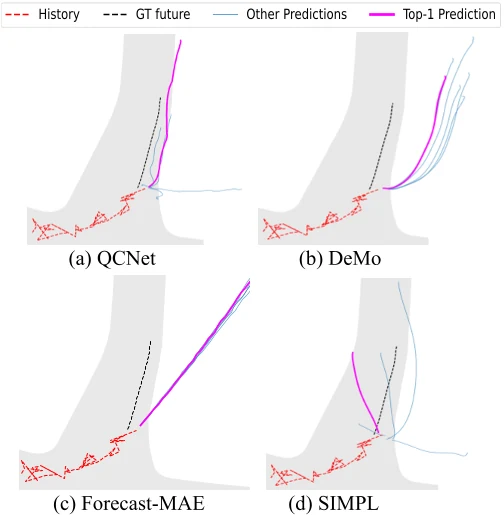 History GT future Other Predictions Top-1 Prediction
(a) QCNet (b) DeMo
(c) Forecast-MAE (d) SIMPL